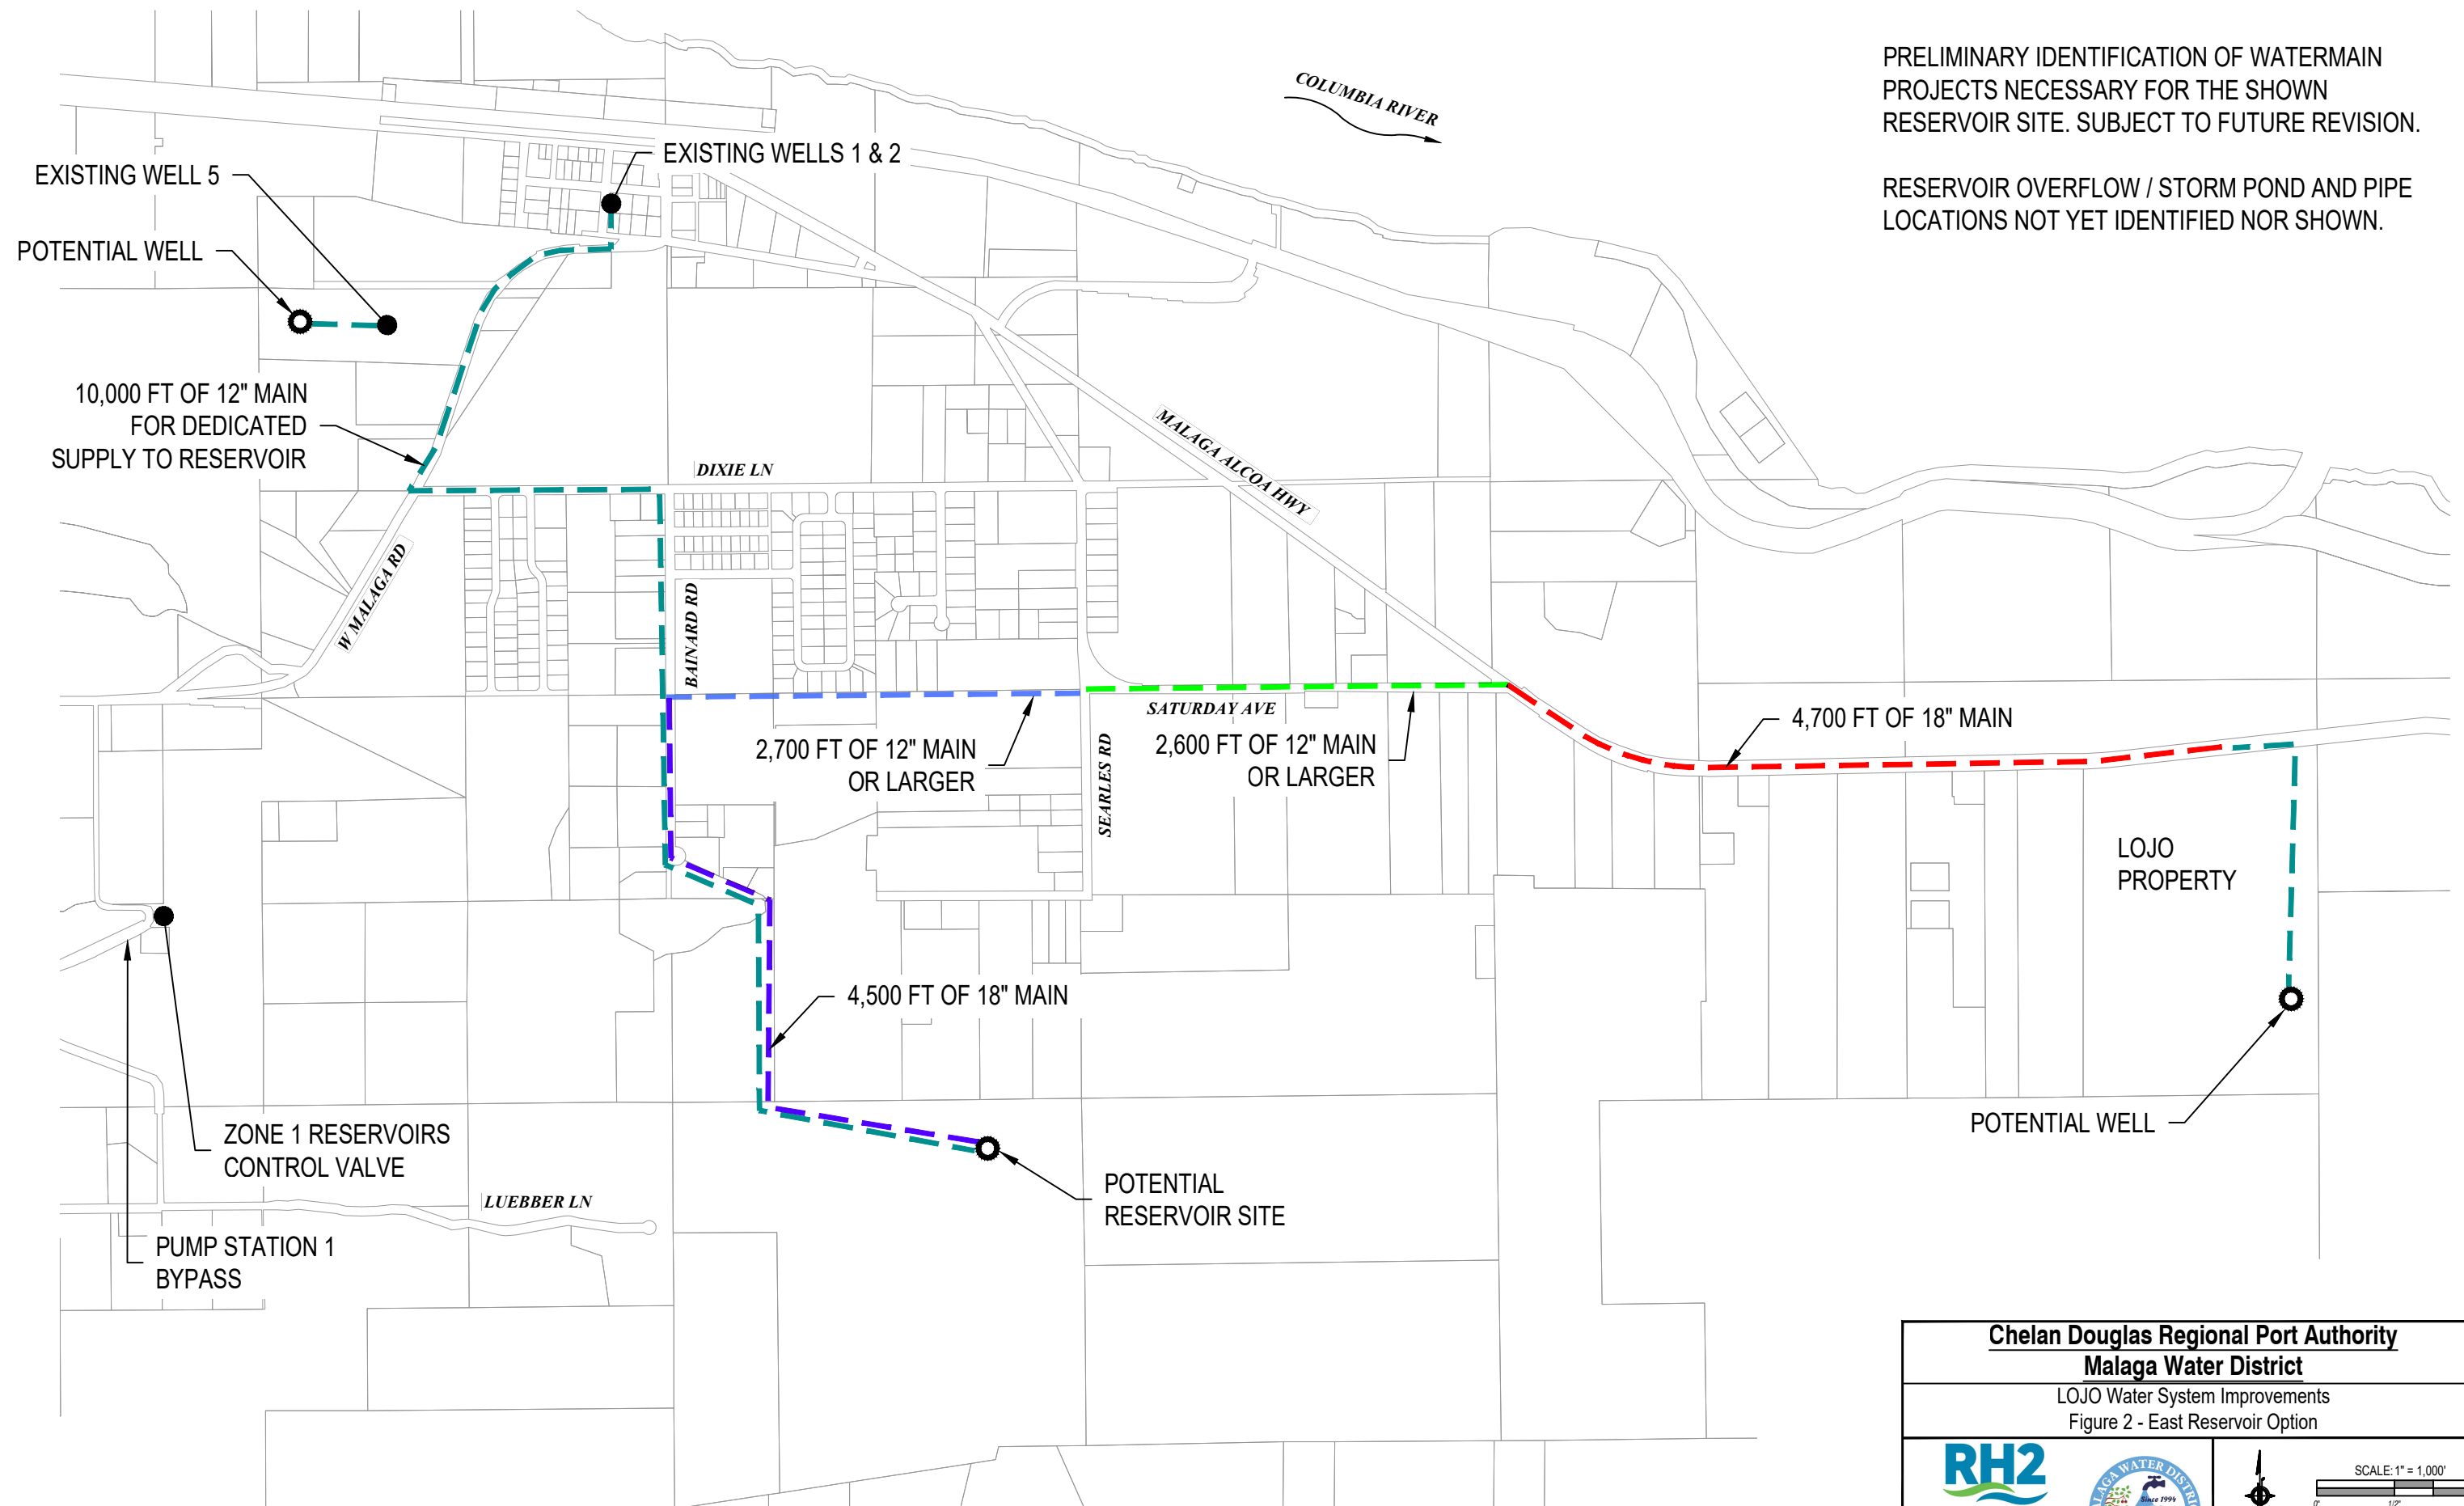 PRELIMINARY IDENTIFICATION OF WATERMAIN
PROJECTS NECESSARY FOR THE SHOWN
RESERVOIR SITE. SUBJECT TO FUTURE REVISION.
RESERVOIR OVERFLOW / STORM POND AND PIPE
LOCATIONS NOT YET IDENTIFIED NOR SHOWN.
COLUMBIA RIVER
EXISTING WELLS 1 & 2
EXISTING WELL 5
POTENTIAL WELL
10,000 FT OF 12" MAIN
FOR DEDICATED
SUPPLY TO RESERVOIR
DIXIE LN
MALAGA ALCOA HWY
W MALAGA RD
BAINARD RD
SATURDAY AVE
SEARLES RD
2,700 FT OF 12" MAIN
OR LARGER
2,600 FT OF 12" MAIN
OR LARGER
4,700 FT OF 18" MAIN
LOJO
PROPERTY
4,500 FT OF 18" MAIN
POTENTIAL WELL
ZONE 1 RESERVOIRS
CONTROL VALVE
LUEBBER LN
POTENTIAL
RESERVOIR SITE
PUMP STATION 1
BYPASS
Chelan Douglas Regional Port Authority
Malaga Water District
LOJO Water System Improvements
Figure 2 - East Reservoir Option
RH2
WATER
Since 1994
SCALE: 1" = 1,000'
0"
1/2"